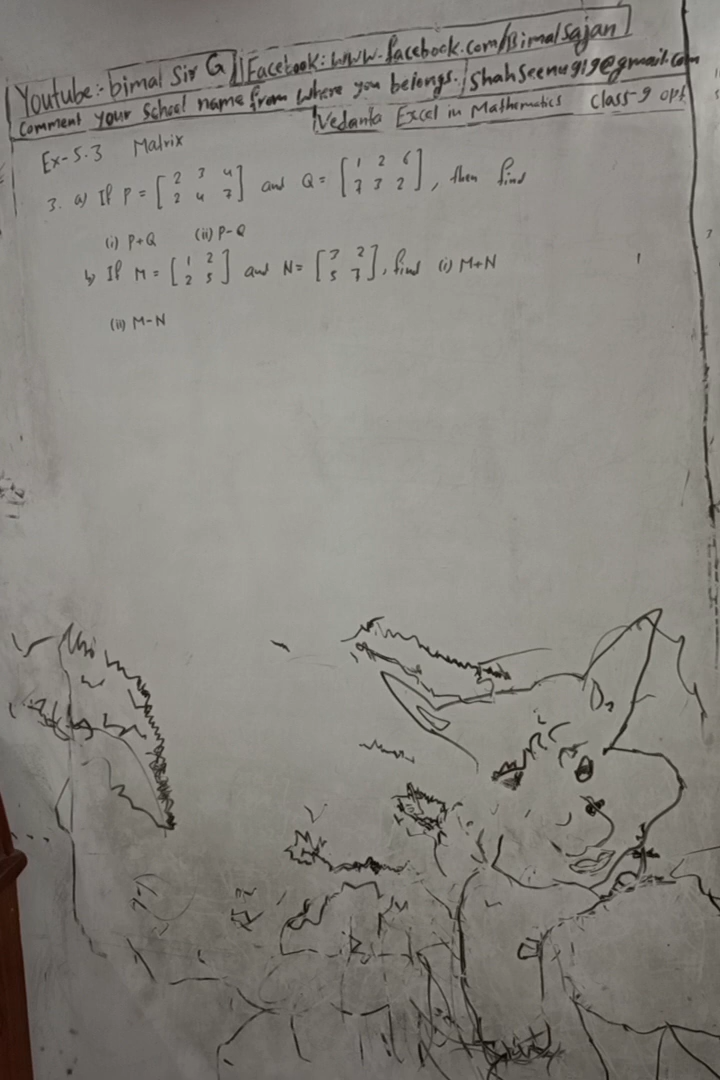 Youtube:- bimal Sir G Facebook: www.facebook.com/Bimalsajan
Comment your School name from where you belongs. / Shahseenug19@gmail.com
Vedanta Excel in Mathematics Class-9 opt
Ex-5.3 Matrix
3. a) If P = [2 3 4
2 4 7] and Q = [1 2 6
7 3 2], then find
(i) P+Q (ii) P-Q
b) If M = [1 2
2 5] and N = [3 2
5 7], find (i) M+N
(ii) M-N